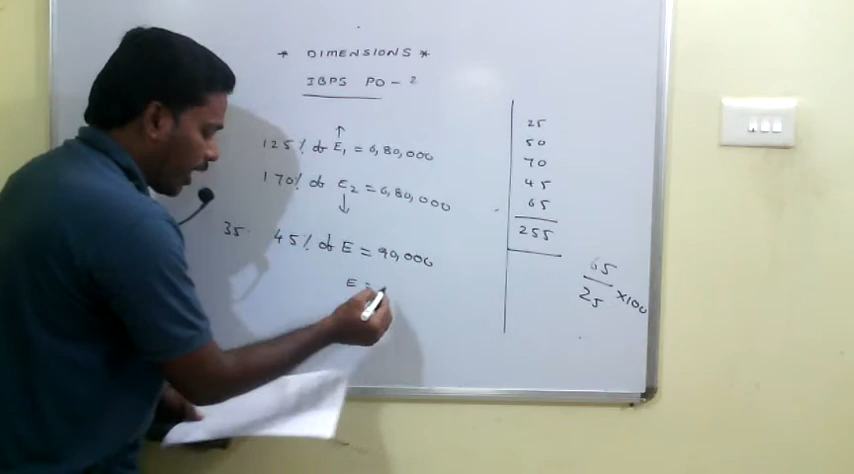 * DIMENSIONS *
IBPS PO - 2
125% of E1 = 6,80,000
170% of E2 = 6,80,000
35. 45% of E = 90,000
E =
25
50
70
45
65
255
65
25 ×100